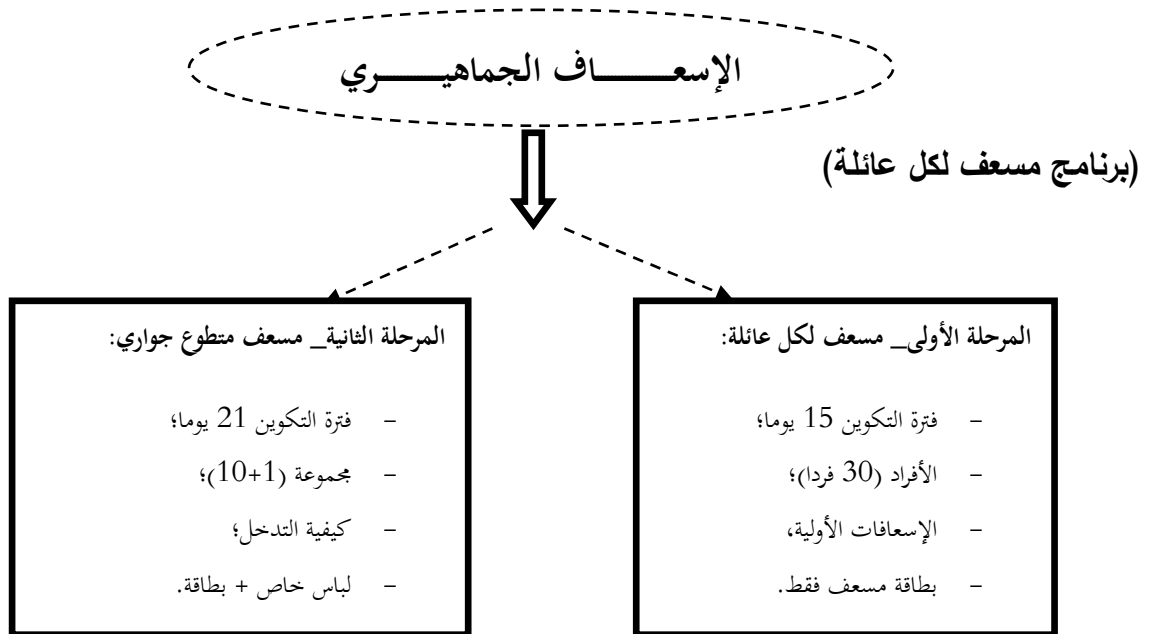 الإسعـــــــاف الجماهيــــــري
(برنامج مسعف لكل عائلة)
المرحلة الأولى_ مسعف لكل عائلة:
- فترة التكوين 15 يوما؛
- الأفراد (30 فردا)؛
- الإسعافات الأولية،
- بطاقة مسعف فقط.
المرحلة الثانية_ مسعف متطوع جواري:
- فترة التكوين 21 يوما؛
- مجموعة (10+1)؛
- كيفية التدخل؛
- لباس خاص + بطاقة.